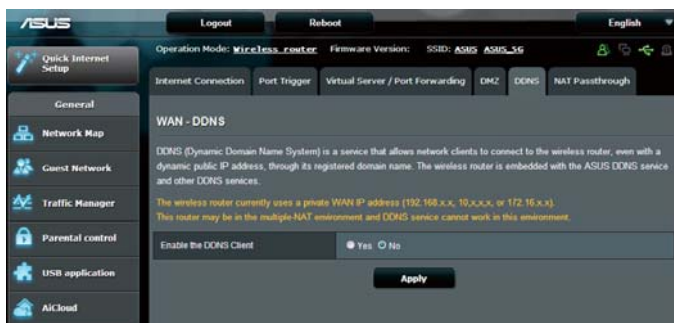 ASUS
Logout
Reboot
English
Quick Internet
Setup
Operation Mode: Wireless router Firmware Version: SSID: ASUS ASUS_5G
Internet Connection
Port Trigger
Virtual Server / Port Forwarding
DMZ
DDNS
NAT Passthrough
General
Network Map
Guest Network
Traffic Manager
Parental control
USB application
AiCloud
WAN - DDNS
DDNS (Dynamic Domain Name System) is a service that allows network clients to connect to the wireless router, even with a
dynamic public IP address, through its registered domain name. The wireless router is embedded with the ASUS DDNS service
and other DDNS services.
The wireless router currently uses a private WAN IP address (192.168.x.x, 10,x,x,x, or 172.16.x.x).
This router may be in the multiple-NAT environment and DDNS service cannot work in this environment.
Enable the DDNS Client
Yes No
Apply